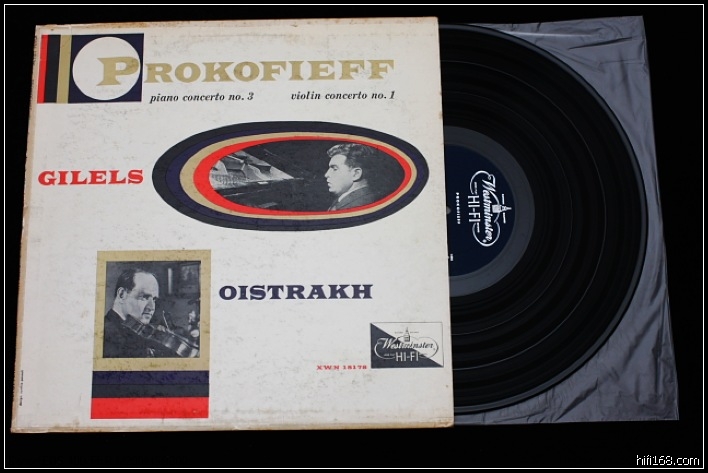 PROKOFIEFF
piano concerto no. 3 violin concerto no. 1
GILELS
OISTRAKH
Westminster
HI-FI
XWN 18178
Westminster
HI-FI
PROKOFIEFF
hifi168.com